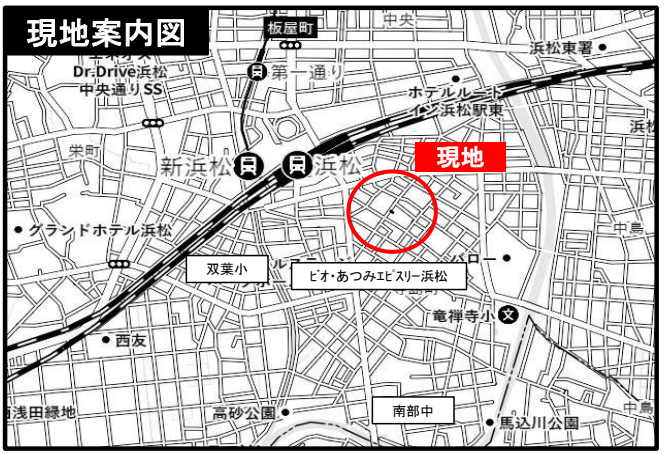 現地案内図
板屋町
中央
浜松東署
Dr.Drive浜松
中央通りSS
第一通り
ホテルルート
イン浜松駅東
栄町
新浜松
浜松
現地
グランドホテル浜松
中島
双葉小
ビオ・あつみエピスリー浜松
バロー
竜禅寺小
文
西友
浅田緑地
高砂公園
南部中
馬込川公園
中島